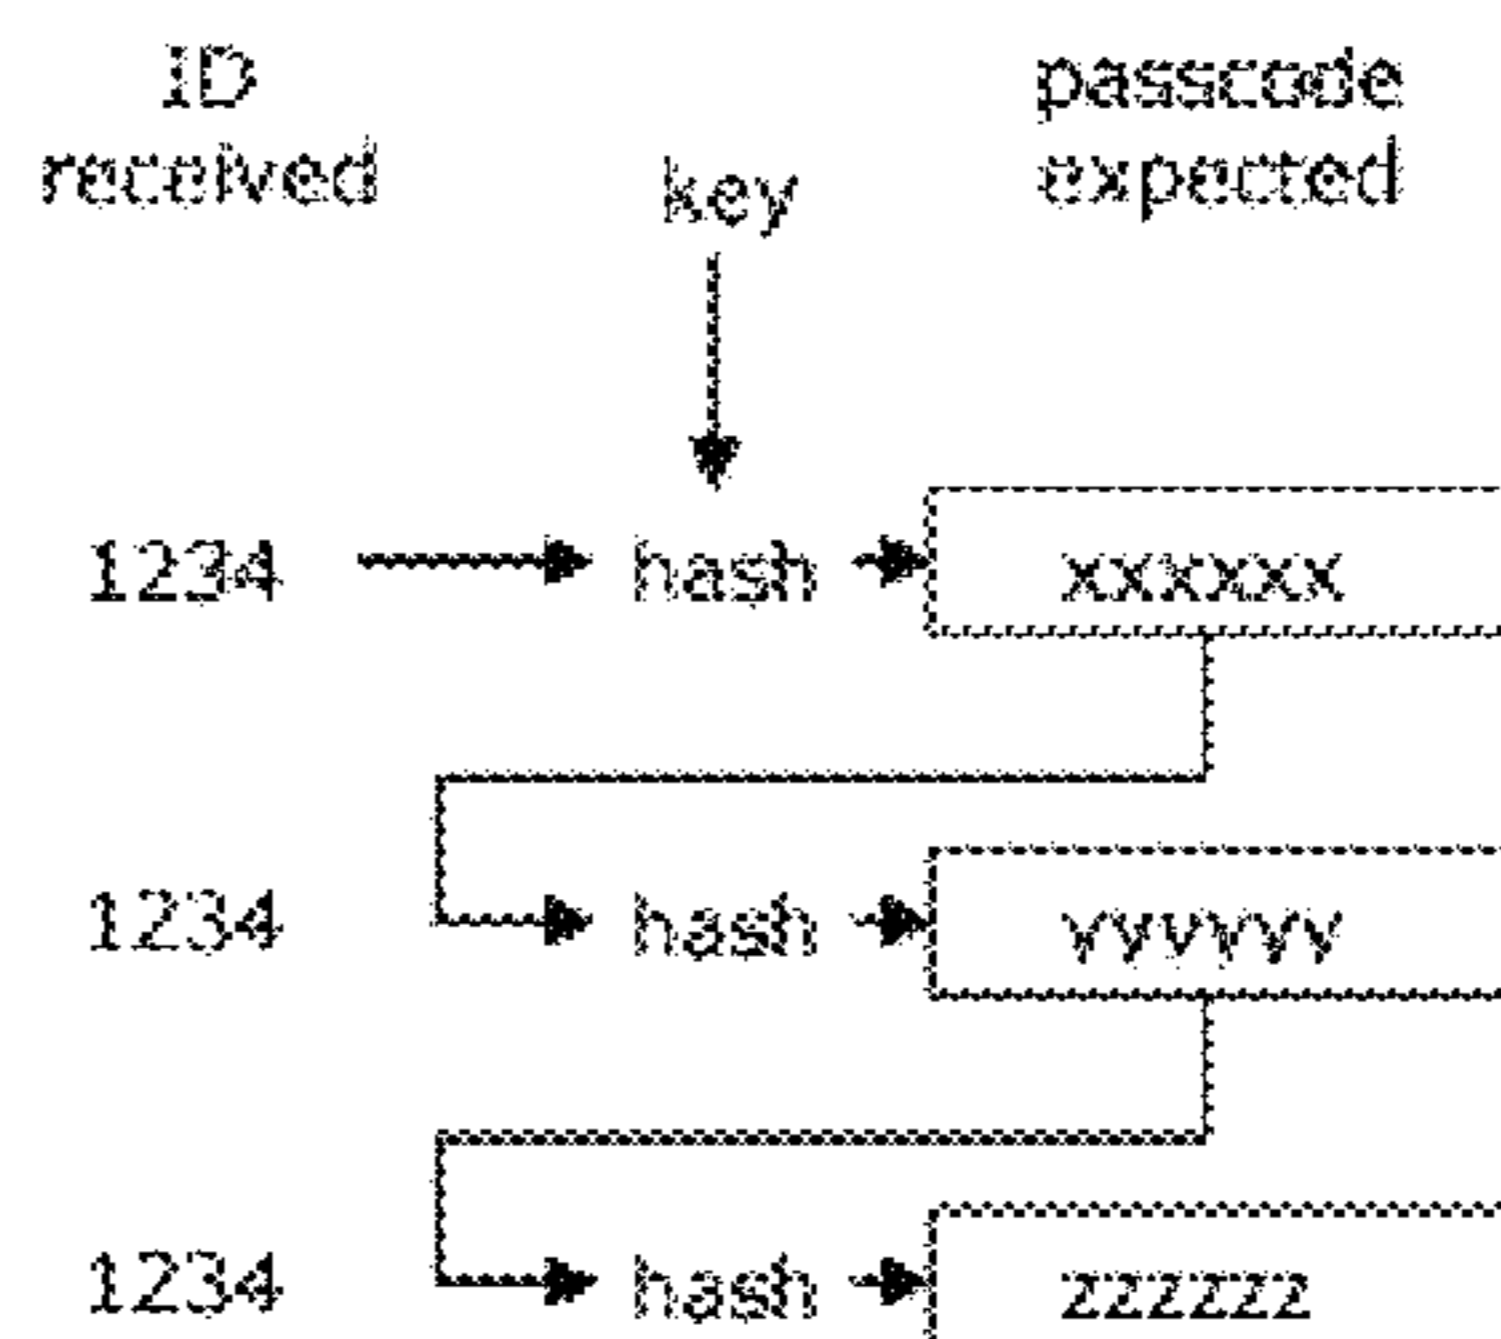 ID
received
key
passcode
expected
1234
hash
xxxxxx
1234
hash
yyyyyy
1234
hash
zzzzzz